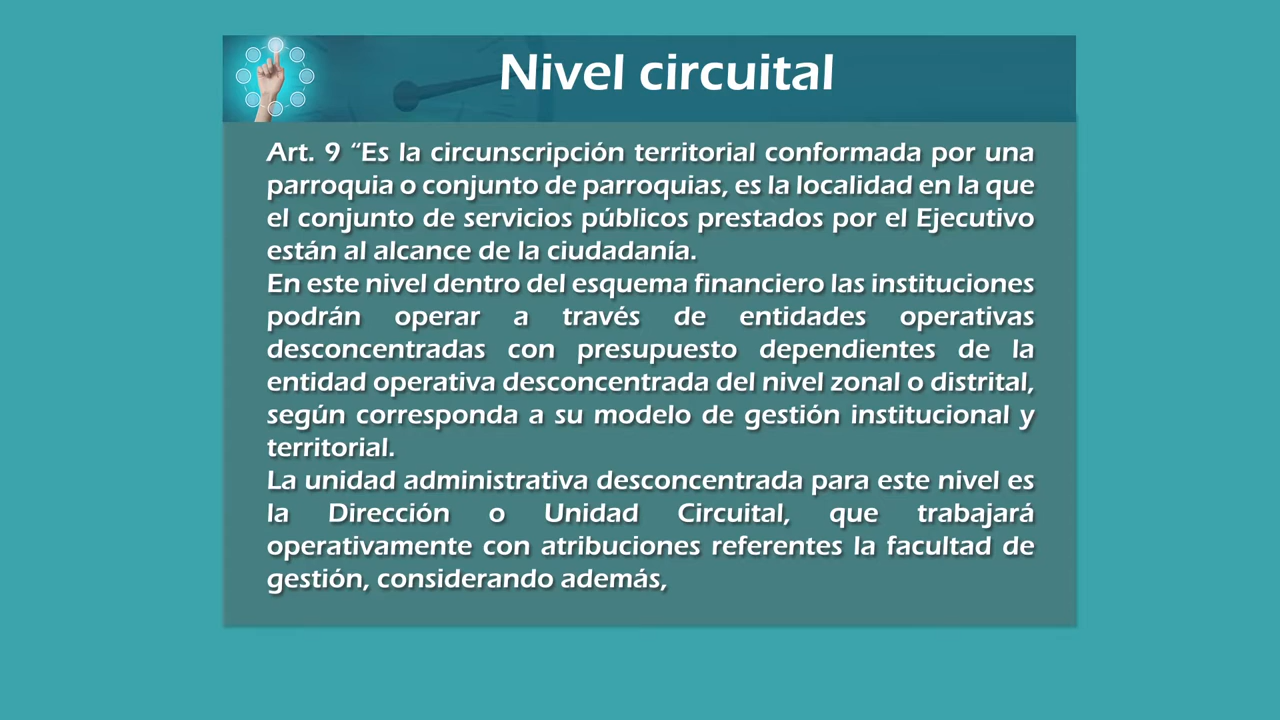 Nivel circuital
Art. 9 “Es la circunscripción territorial conformada por una
parroquia o conjunto de parroquias, es la localidad en la que
el conjunto de servicios públicos prestados por el Ejecutivo
están al alcance de la ciudadanía.
En este nivel dentro del esquema financiero las instituciones
podrán operar a través de entidades operativas
desconcentradas con presupuesto dependientes de la
entidad operativa desconcentrada del nivel zonal o distrital,
según corresponda a su modelo de gestión institucional y
territorial.
La unidad administrativa desconcentrada para este nivel es
la Dirección o Unidad Circuital, que trabajará
operativamente con atribuciones referentes la facultad de
gestión, considerando además,